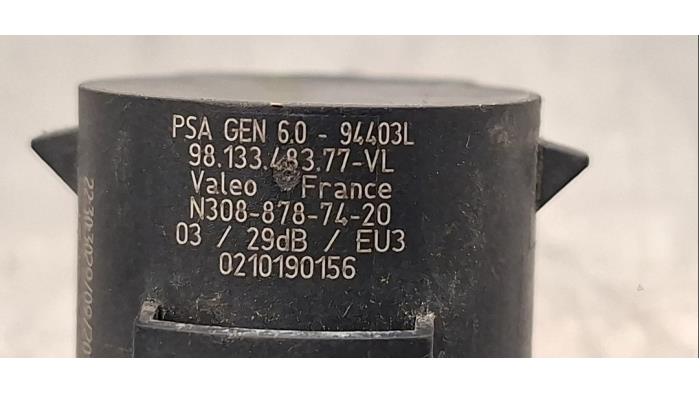 PSA GEN 6.0 - 94403L
98.133.483.77-VL
Valeo France
N308-878-74-20
03 / 29dB / EU3
0210190156